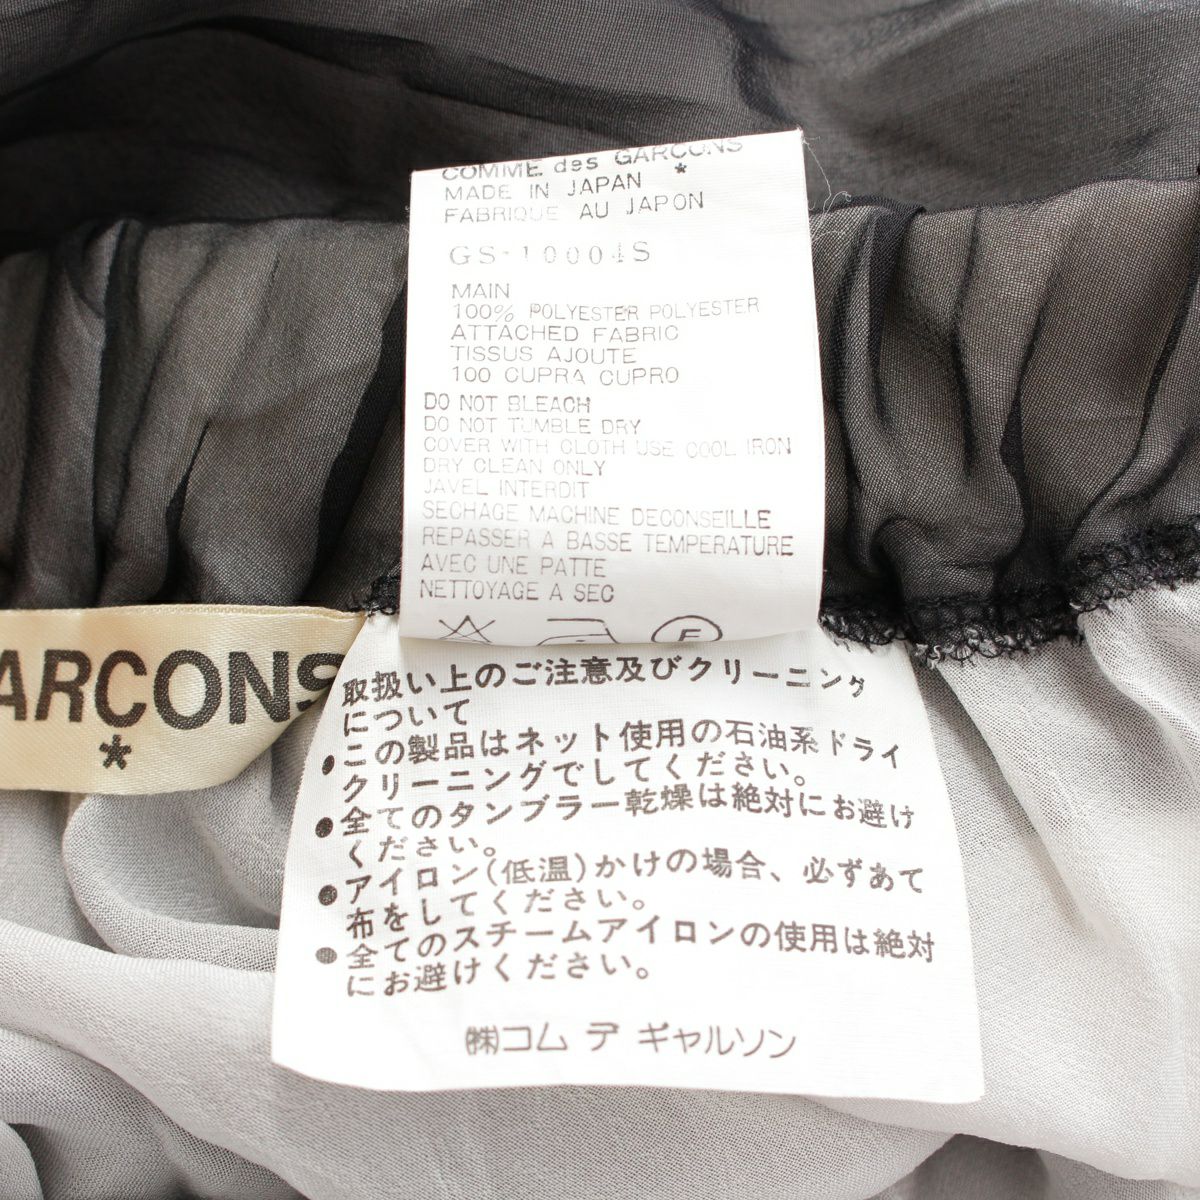 COMME des GARCONS
*
MADE IN JAPAN
FABRIQUE AU JAPON
GS-10004S
MAIN
100% POLYESTER POLYESTER
ATTACHED FABRIC
TISSUS AJOUTE
100 CUPRA CUPRO
DO NOT BLEACH
DO NOT TUMBLE DRY
COVER WITH CLOTH USE COOL IRON
DRY CLEAN ONLY
JAVEL INTERDIT
SECHAGE MACHINE DECONSEILLE
REPASSER A BASSE TEMPERATURE
AVEC UNE PATTE
NETTOYAGE A SEC
F
ARCONS
*
取扱い上のご注意及びクリーニング
について
●この製品はネット使用の石油系ドライ
クリーニングでしてください。
●全てのタンブラー乾燥は絶対にお避け
ください。
●アイロン(低温)かけの場合、必ずあて
布をしてください。
●全てのスチームアイロンの使用は絶対
にお避けください。
㈱コム デ ギャルソン